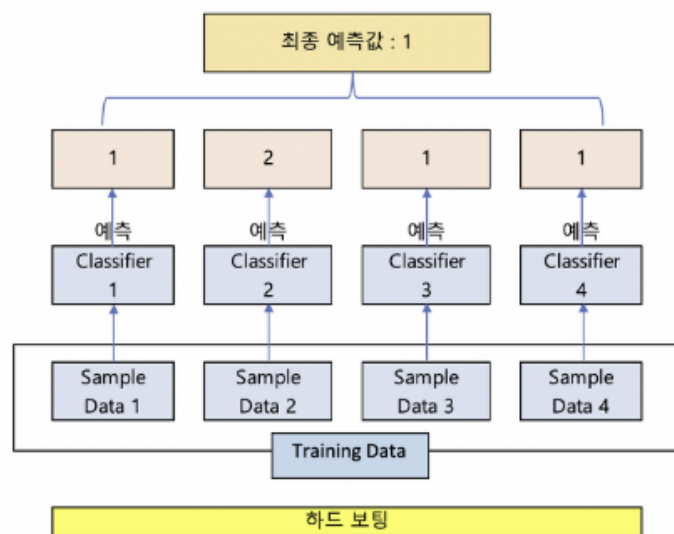 최종 예측값 : 1
1
2
1
1
예측
예측
예측
예측
Classifier
1
Classifier
2
Classifier
3
Classifier
4
Sample
Data 1
Sample
Data 2
Sample
Data 3
Sample
Data 4
Training Data
하드 보팅